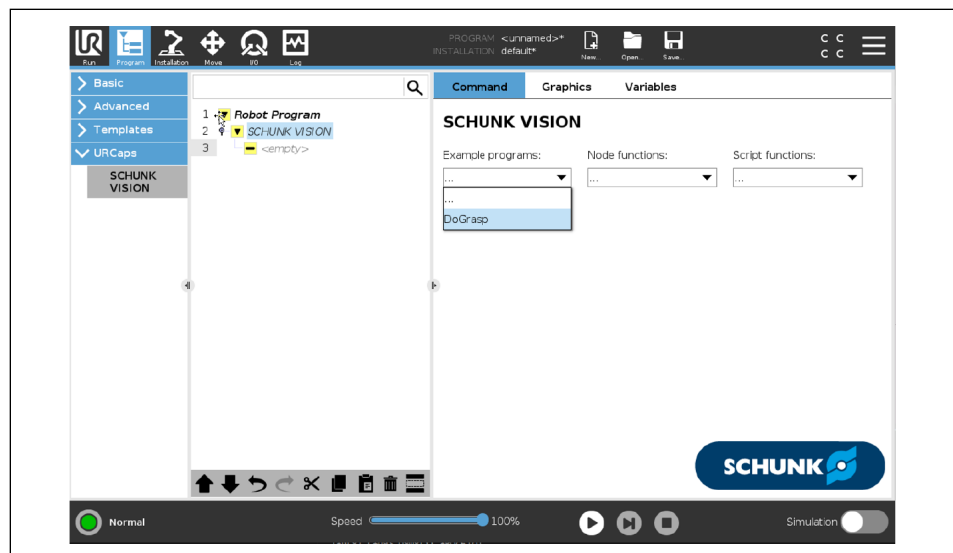 UR
PROGRAM <unnamed>*
INSTALLATION default*
Run Program Installation Move I/O Log
New... Open... Save...
C C
C C
Basic
Advanced
Templates
URCaps
SCHUNK
VISION
1 Robot Program
2 SCHUNK VISION
3 <empty>
Command Graphics Variables
SCHUNK VISION
Example programs: Node functions: Script functions:
... ... ...
...
DoGrasp
SCHUNK
Normal Speed 100% Simulation